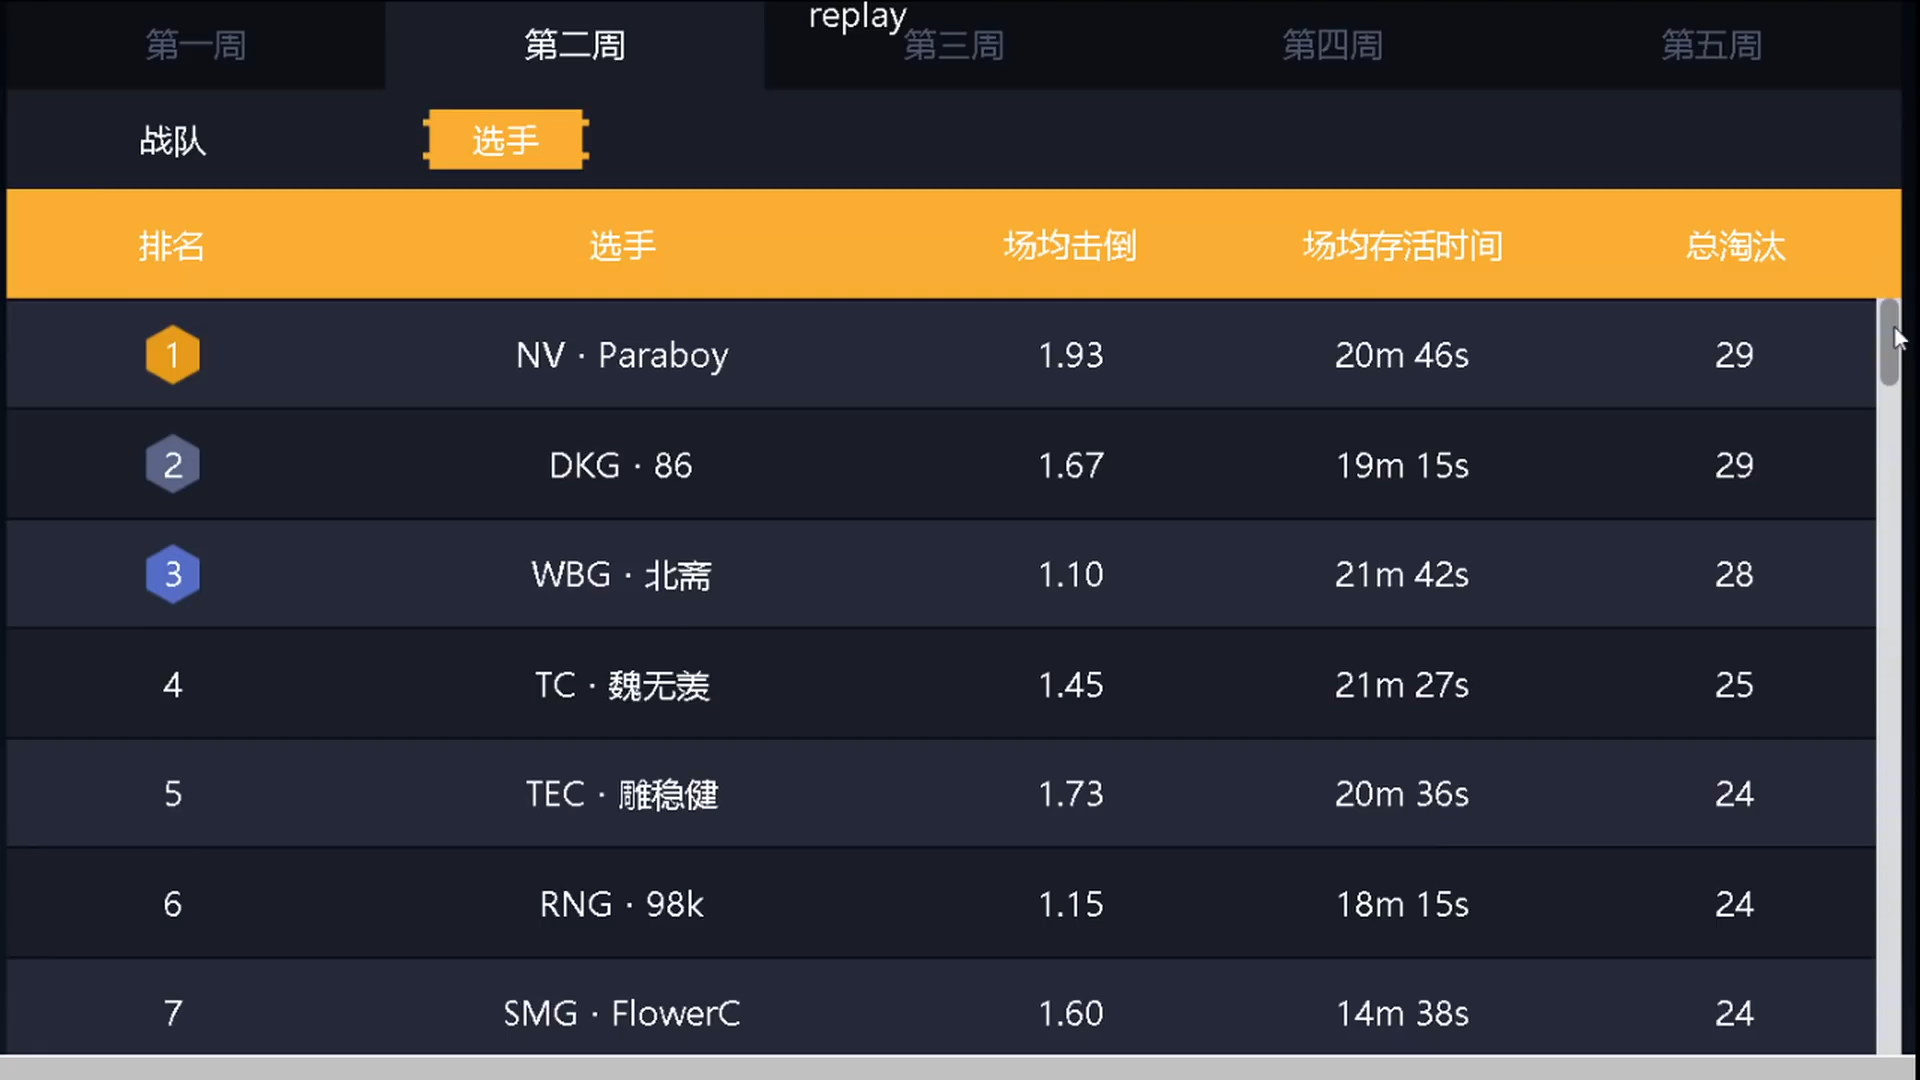 replay
第一周 第二周 第三周 第四周 第五周
战队 选手
排名 选手 场均击倒 场均存活时间 总淘汰
1 NV · Paraboy 1.93 20m 46s 29
2 DKG · 86 1.67 19m 15s 29
3 WBG · 北斋 1.10 21m 42s 28
4 TC · 魏无羡 1.45 21m 27s 25
5 TEC · 雕稳健 1.73 20m 36s 24
6 RNG · 98k 1.15 18m 15s 24
7 SMG · FlowerC 1.60 14m 38s 24